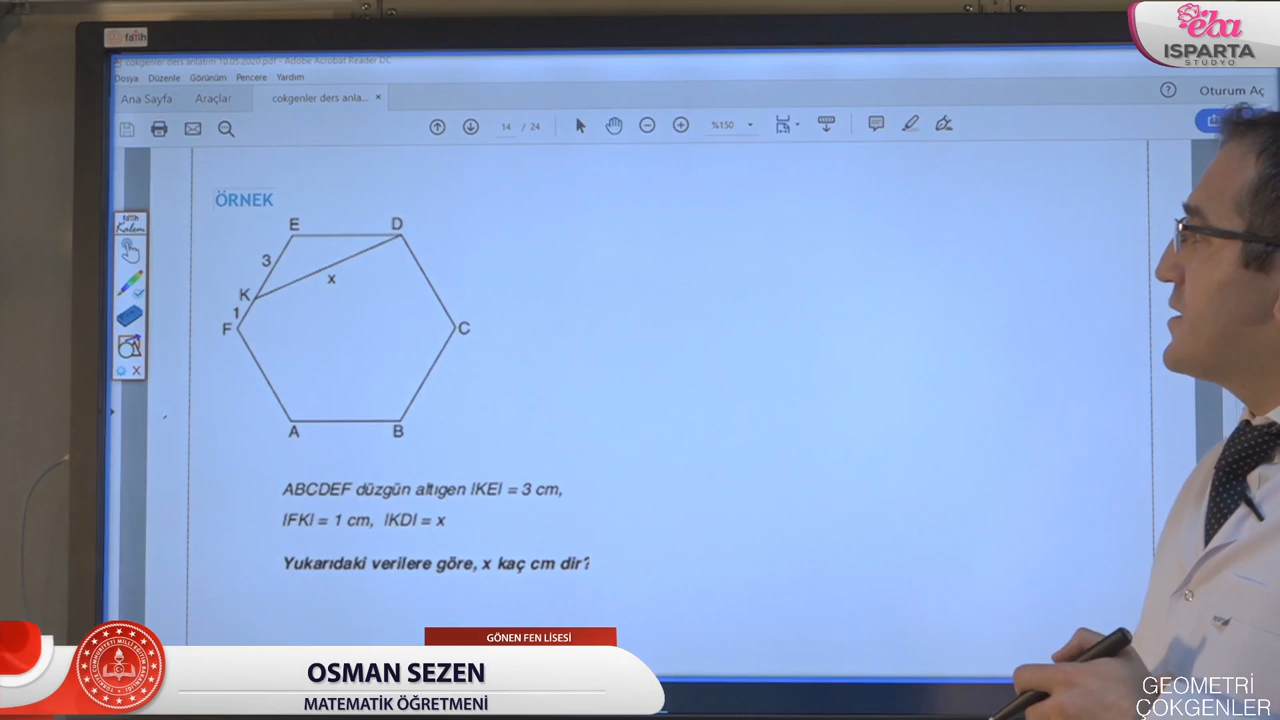 fatih
eba
ISPARTA
STÜDYO
cokgenler ders anlatım 10.05.2020.pdf - Adobe Acrobat Reader DC
Dosya Düzenle Görünüm Pencere Yardım
Ana Sayfa Araçlar cokgenler ders anla... × Oturum Aç
14 / 24 %150
ÖRNEK
fatih
Kalem
E D
3
x
K
1
F C
A B
ABCDEF düzgün altıgen |KE| = 3 cm,
|FK| = 1 cm, |KD| = x
Yukarıdaki verilere göre, x kaç cm dir?
GÖNEN FEN LİSESİ
OSMAN SEZEN
MATEMATİK ÖĞRETMENİ
GEOMETRİ
ÇOKGENLER